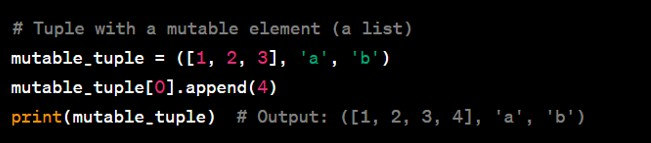 # Tuple with a mutable element (a list)
mutable_tuple = ([1, 2, 3], 'a', 'b')
mutable_tuple[0].append(4)
print(mutable_tuple)  # Output: ([1, 2, 3, 4], 'a', 'b')